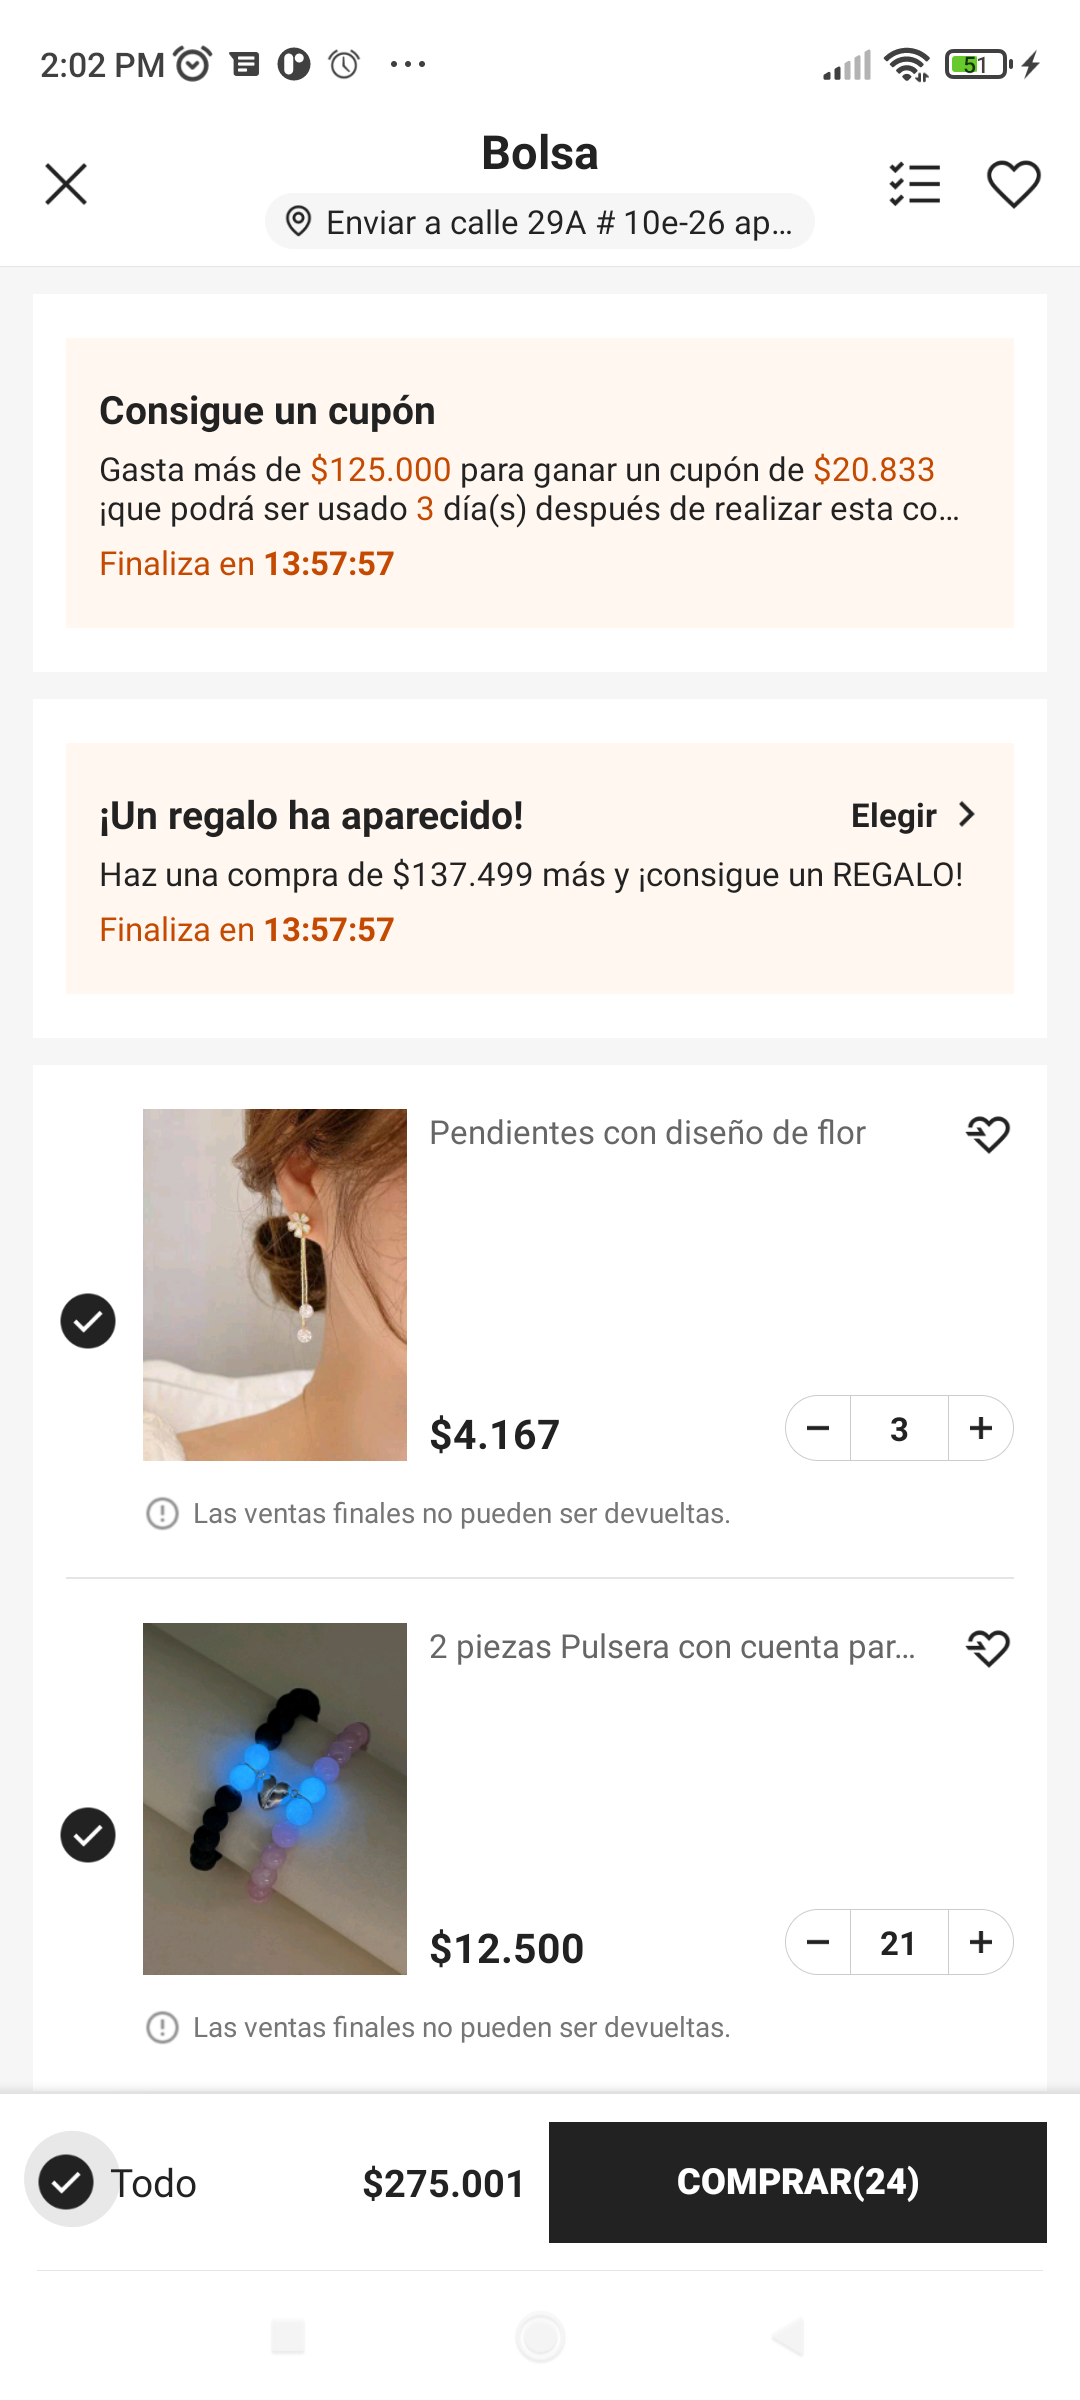 2:02 PM
51
Bolsa
Enviar a calle 29A # 10e-26 ap...
Consigue un cupón
Gasta más de $125.000 para ganar un cupón de $20.833
¡que podrá ser usado 3 día(s) después de realizar esta co...
Finaliza en 13:57:57
¡Un regalo ha aparecido!
Elegir
Haz una compra de $137.499 más y ¡consigue un REGALO!
Finaliza en 13:57:57
Pendientes con diseño de flor
$4.167
3
Las ventas finales no pueden ser devueltas.
2 piezas Pulsera con cuenta par...
$12.500
21
Las ventas finales no pueden ser devueltas.
Todo
$275.001
COMPRAR(24)